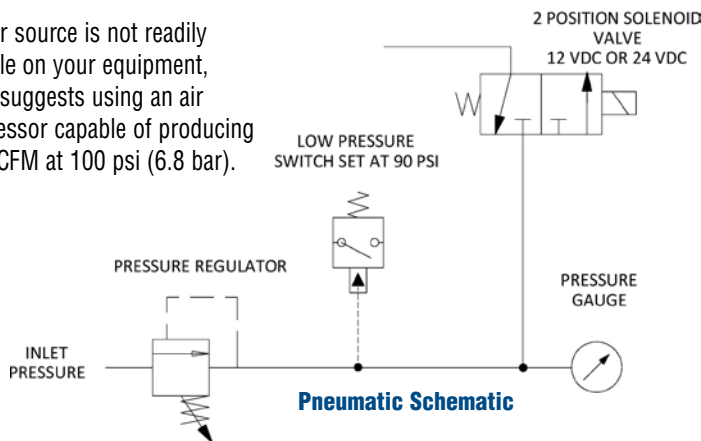 source is not readily
on your equipment,
suggests using an air
capable of producing
CFM at 100 psi (6.8 bar).
2 POSITION SOLENOID
VALVE
12 VDC OR 24 VDC
LOW PRESSURE
SWITCH SET AT 90 PSI
PRESSURE REGULATOR
PRESSURE
GAUGE
INLET
PRESSURE
Pneumatic Schematic